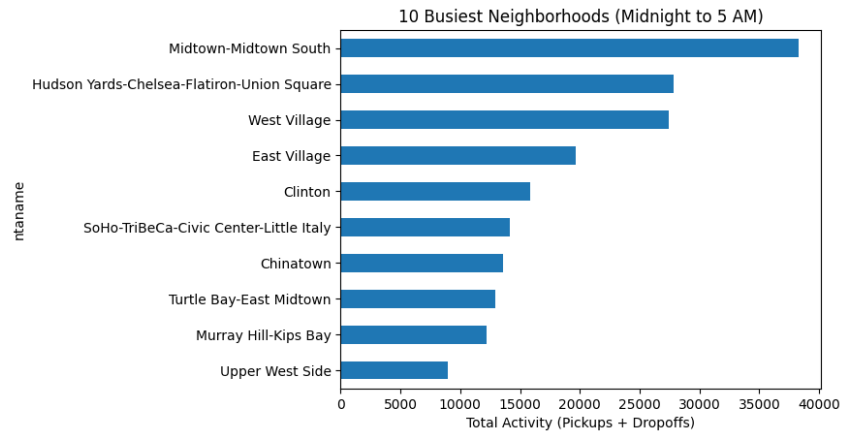 10 Busiest Neighborhoods (Midnight to 5 AM)
Midtown-Midtown South
Hudson Yards-Chelsea-Flatiron-Union Square
West Village
East Village
Clinton
SoHo-TriBeCa-Civic Center-Little Italy
Chinatown
Turtle Bay-East Midtown
Murray Hill-Kips Bay
Upper West Side
ntaname
0 5000 10000 15000 20000 25000 30000 35000 40000
Total Activity (Pickups + Dropoffs)